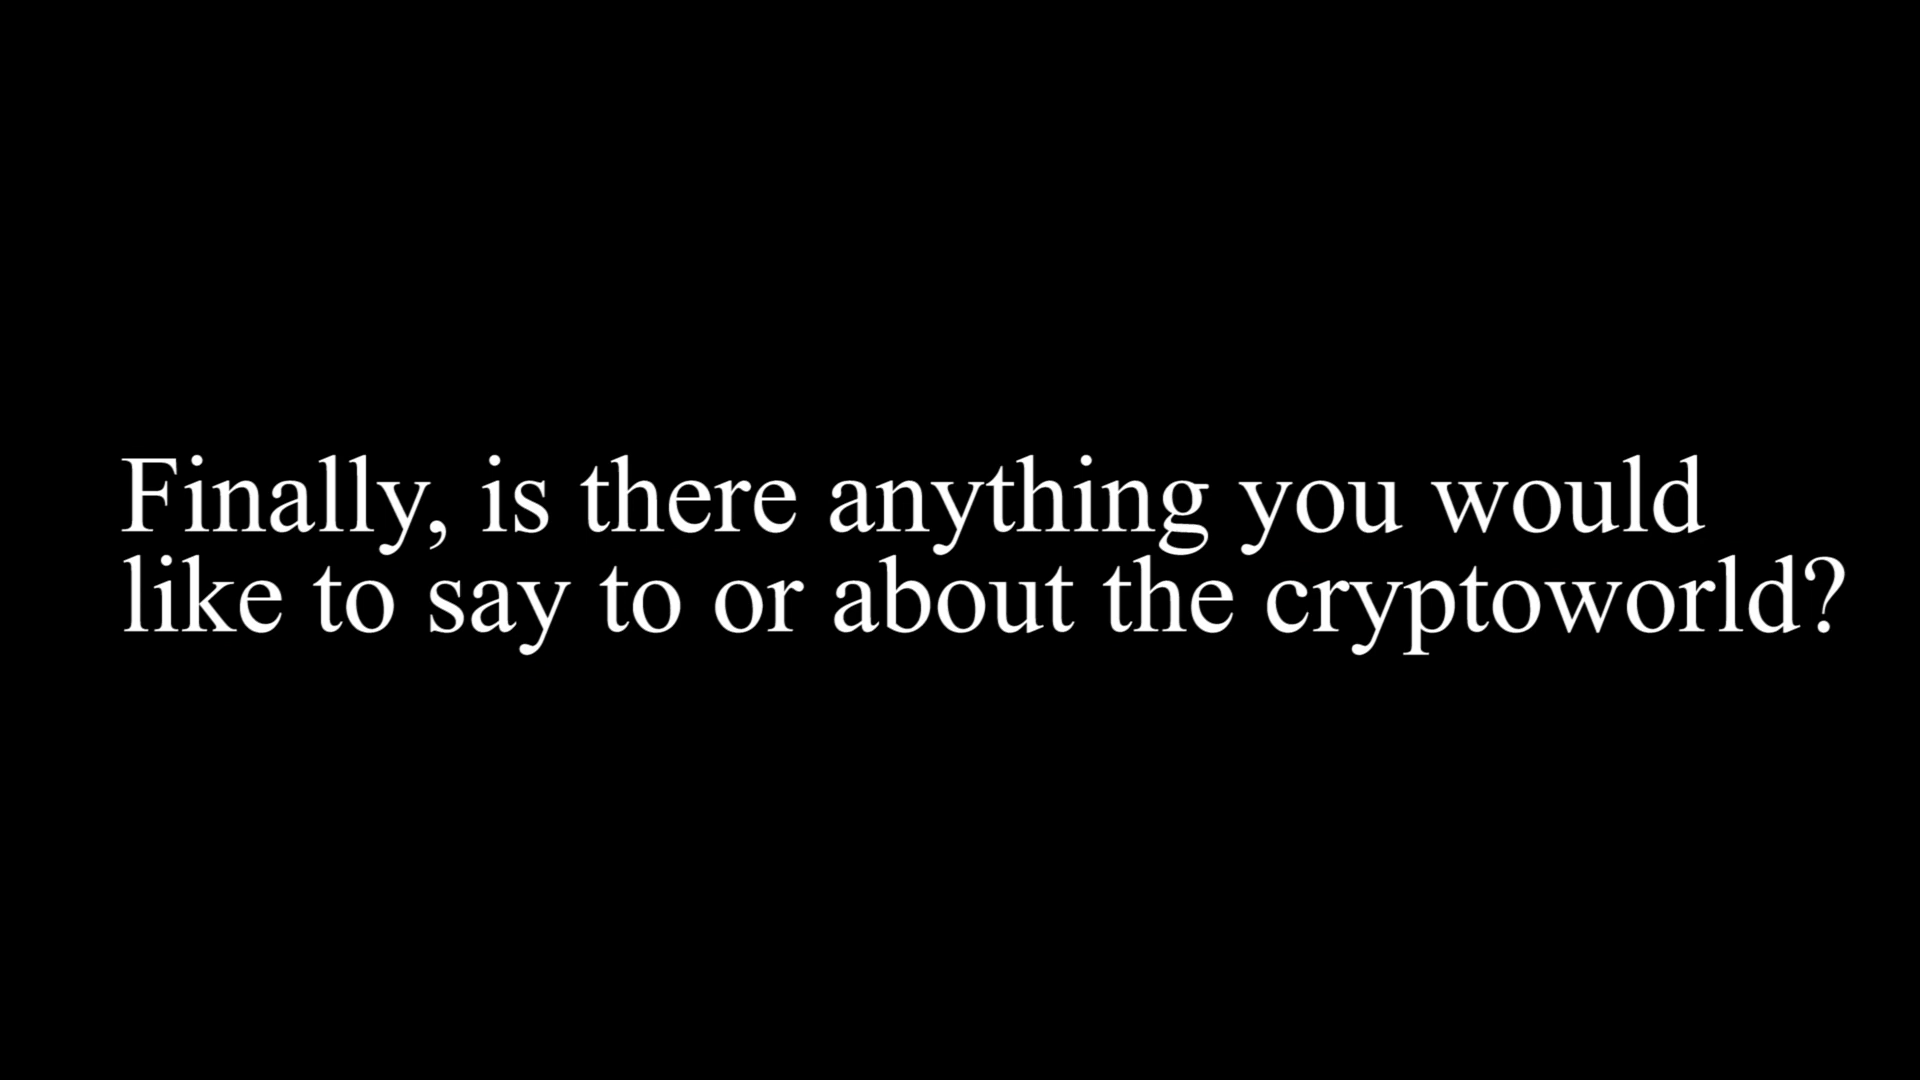 Finally, is there anything you would
like to say to or about the cryptoworld?